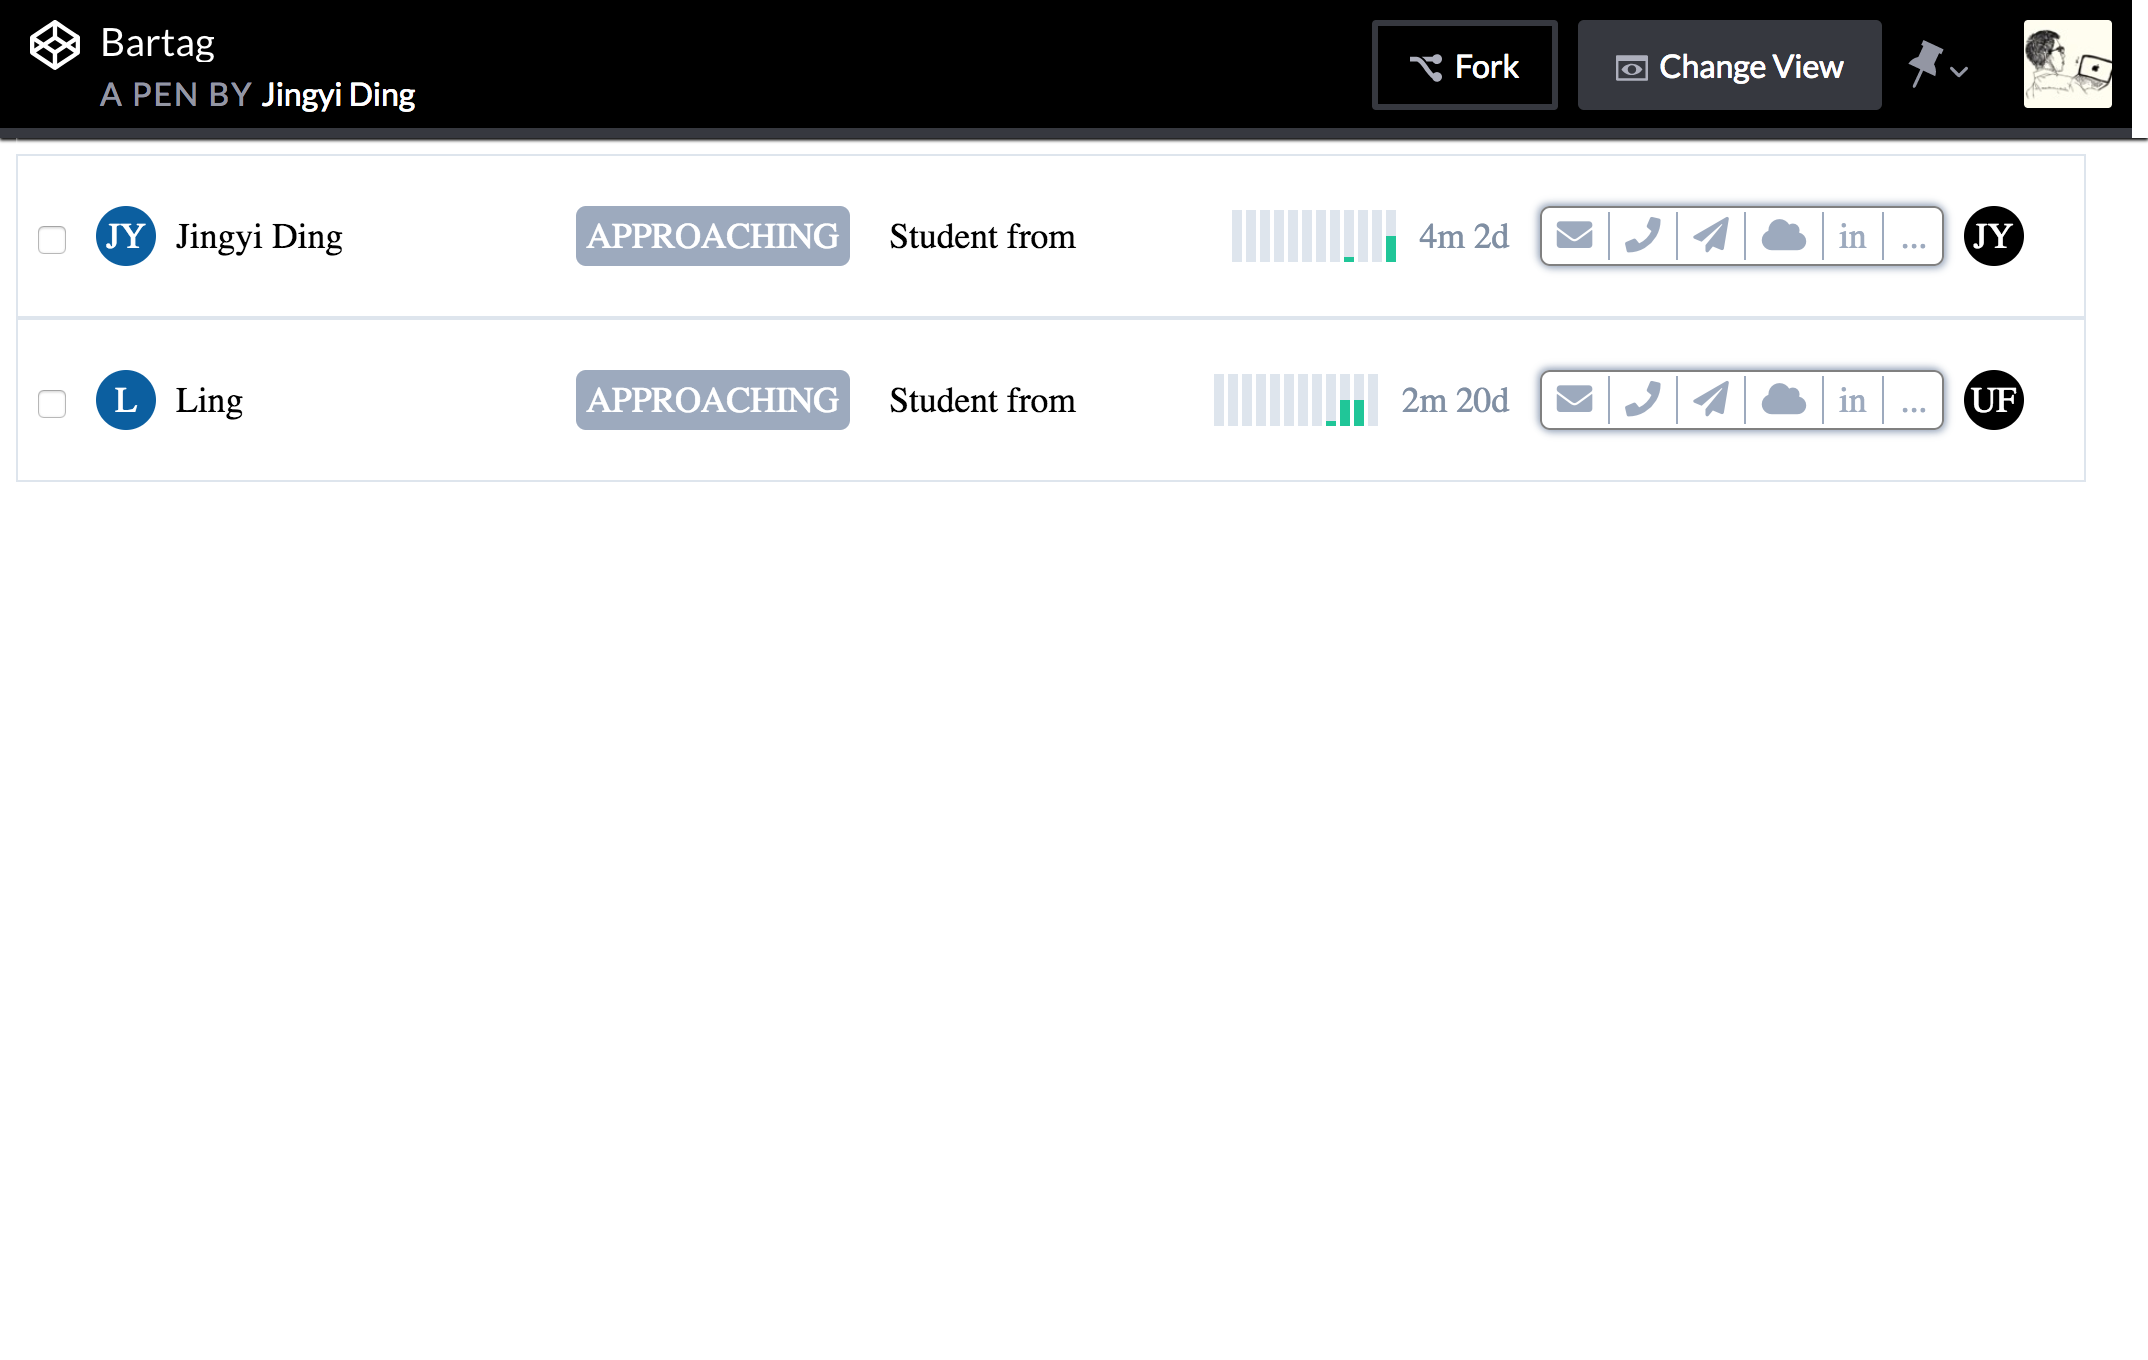 Bartag
A PEN BY Jingyi Ding
Fork
Change View
JY Jingyi Ding APPROACHING Student from 4m 2d in ... JY
L Ling APPROACHING Student from 2m 20d in ... UF